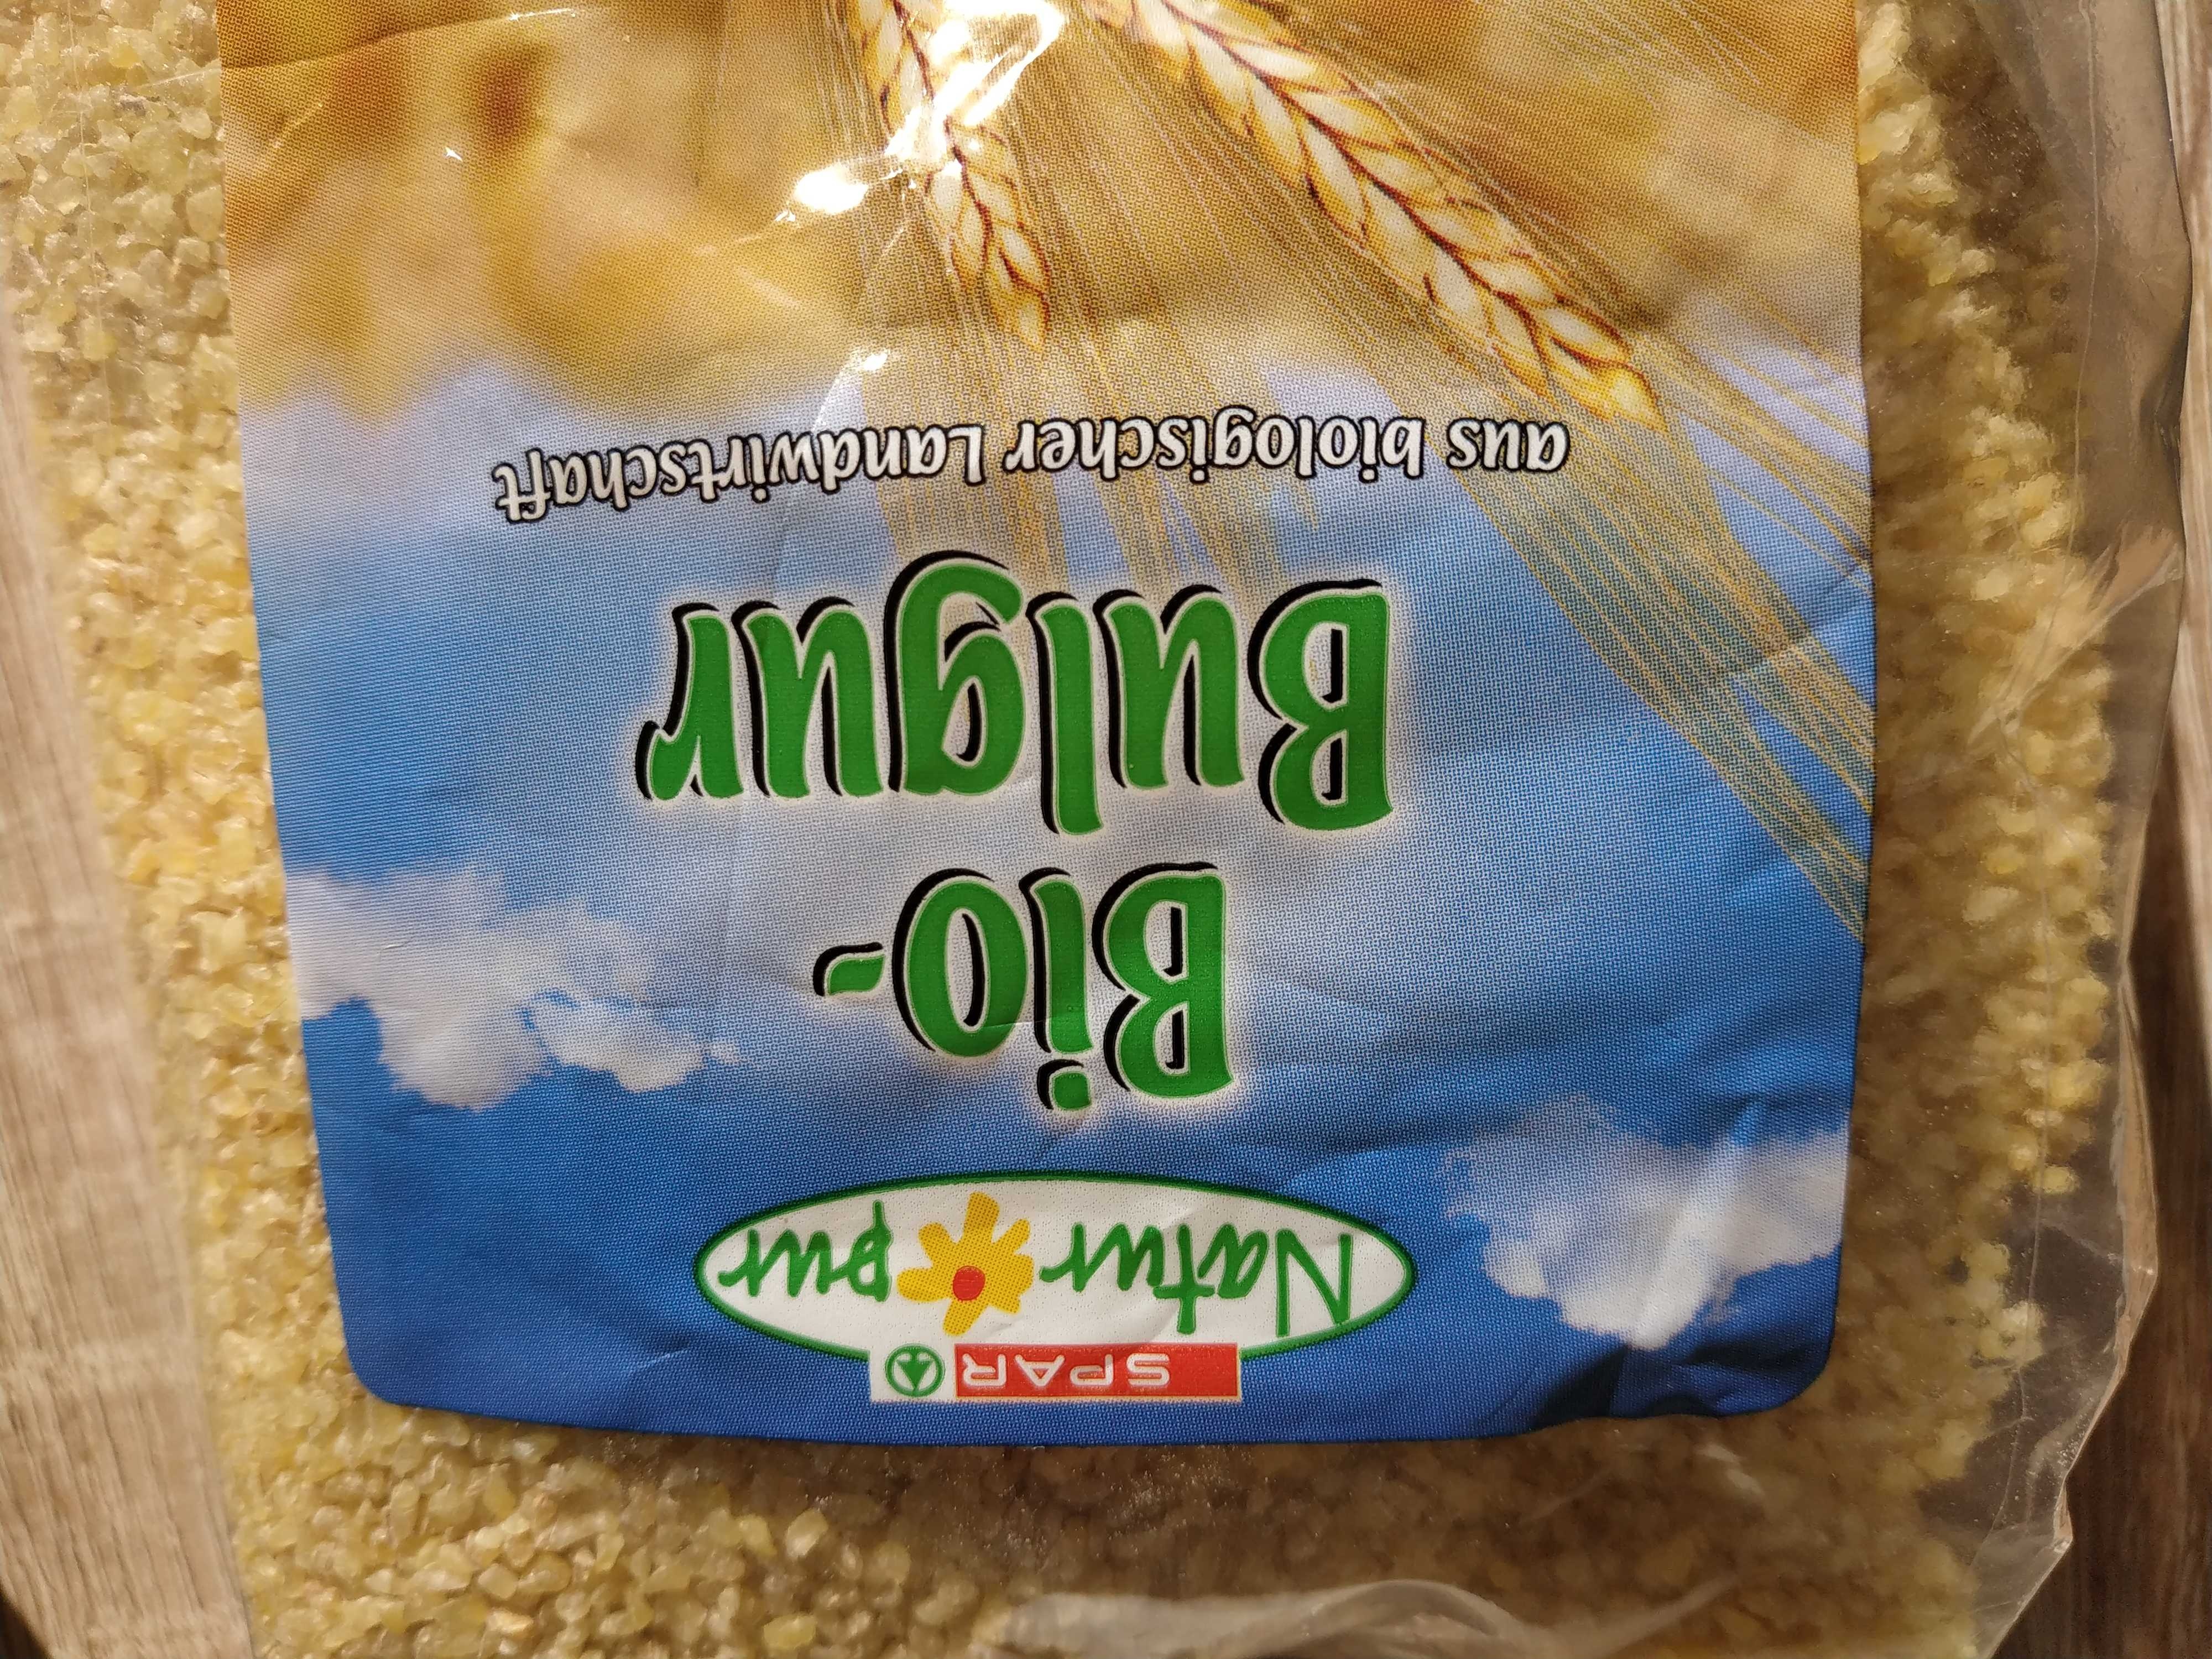 SPAR
Natur pur
Bio-
Bulgur
aus biologischer Landwirtschaft